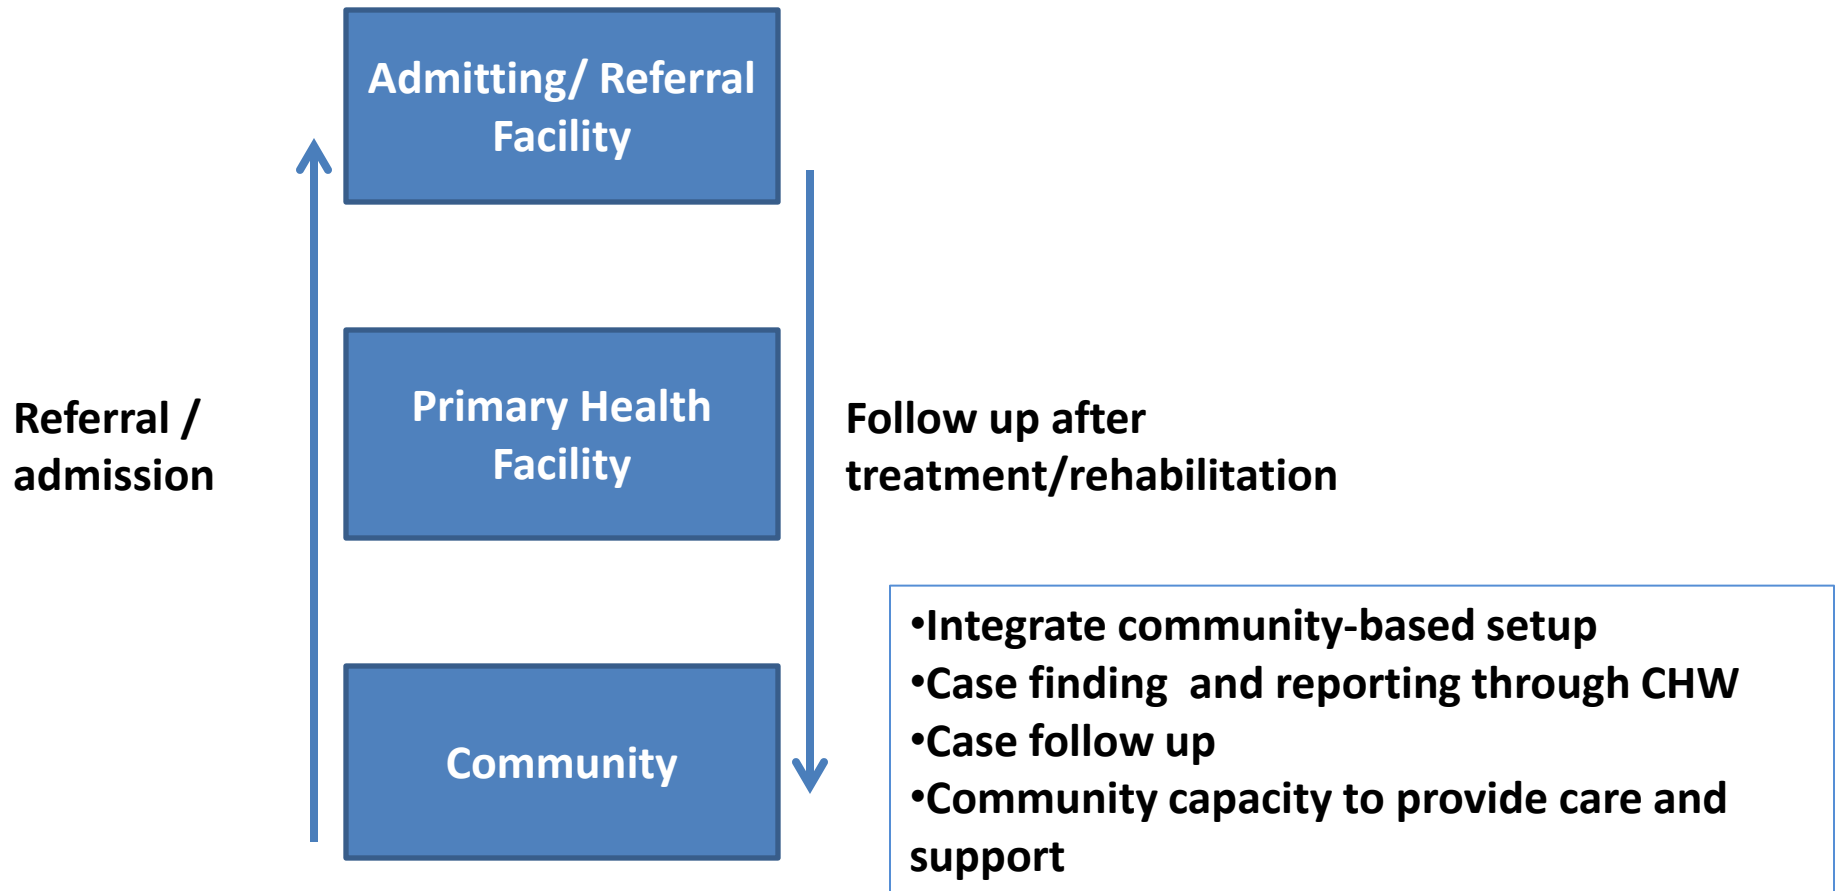 Admitting/ Referral
Facility
Primary Health
Facility
Referral /
admission
Follow up after
treatment/rehabilitation
Community
•Integrate community-based setup
•Case finding  and reporting through CHW
•Case follow up
•Community capacity to provide care and
support